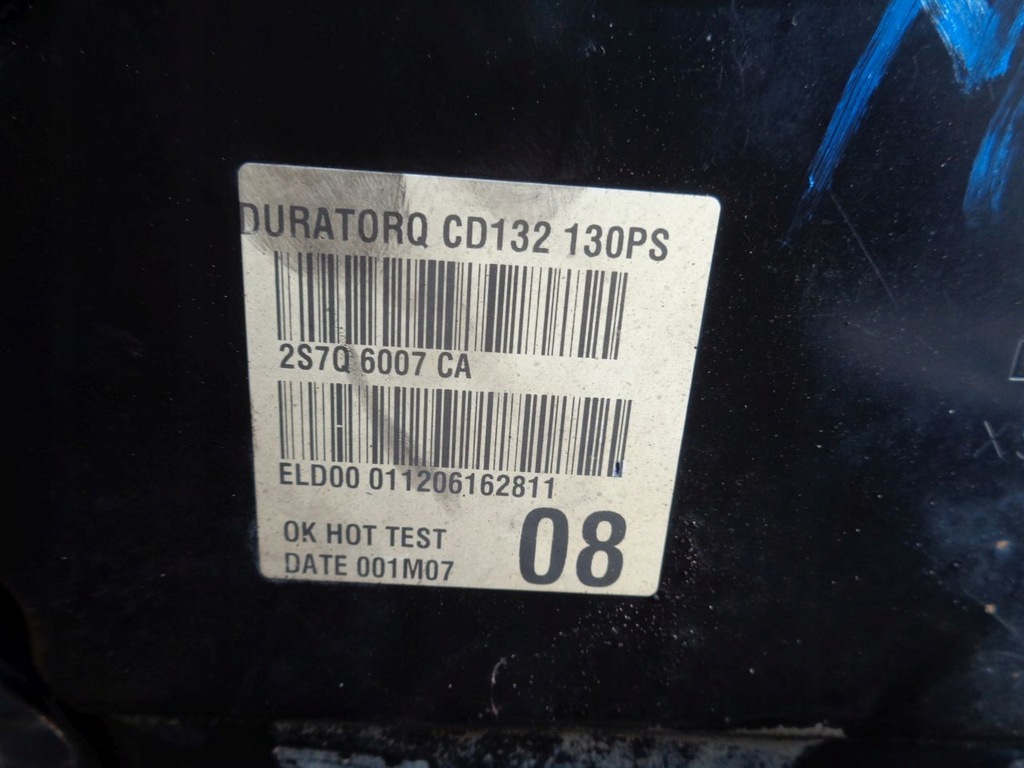 DURATORQ CD132 130PS
2S7Q 6007 CA
ELD00 011206162811
OK HOT TEST
08
DATE 001M07